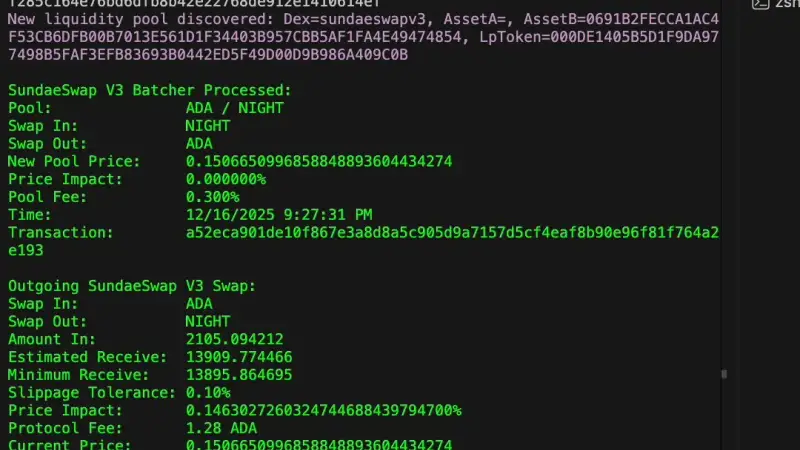 New liquidity pool discovered: Dex=sundaeswapv3, AssetA=, AssetB=0691B2FECCA1AC4
F53CB6DFB00B7013E561D1F34403B957CBB5AF1FA4E49474854, LpToken=000DE1405B5D1F9DA97
7498B5FAF3EFB83693B0442ED5F49D00D9B986A409C0B
SundaeSwap V3 Batcher Processed:
Pool: ADA / NIGHT
Swap In: NIGHT
Swap Out: ADA
New Pool Price: 0.1506650996858848893604434274
Price Impact: 0.000000%
Pool Fee: 0.300%
Time: 12/16/2025 9:27:31 PM
Transaction: a52eca901de10f867e3a8d8a5c905d9a7157d5cf4eaf8b90e96f81f764a2
e193
Outgoing SundaeSwap V3 Swap:
Swap In: ADA
Swap Out: NIGHT
Amount In: 2105.094212
Estimated Receive: 13909.774466
Minimum Receive: 13895.864695
Slippage Tolerance: 0.10%
Price Impact: 0.1463027260324744688439794700%
Protocol Fee: 1.28 ADA
Current Price: 0.1506650996858848893604434274